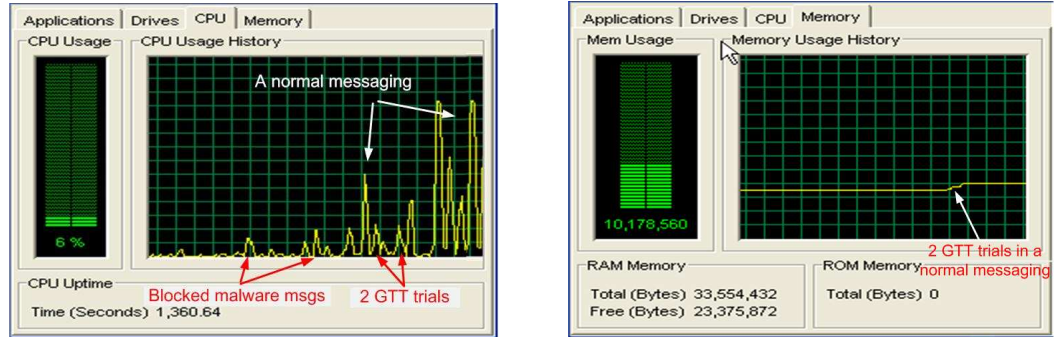 Applications Drives CPU Memory
CPU Usage CPU Usage History
A normal messaging
6 %
Blocked malware msgs 2 GTT trials
CPU Uptime
Time (Seconds) 1,360.64
Applications Drives CPU Memory
Mem Usage Memory Usage History
10,178,560
2 GTT trials in a
normal messaging
RAM Memory ROM Memory
Total (Bytes) 33,554,432 Total (Bytes) 0
Free (Bytes) 23,375,872